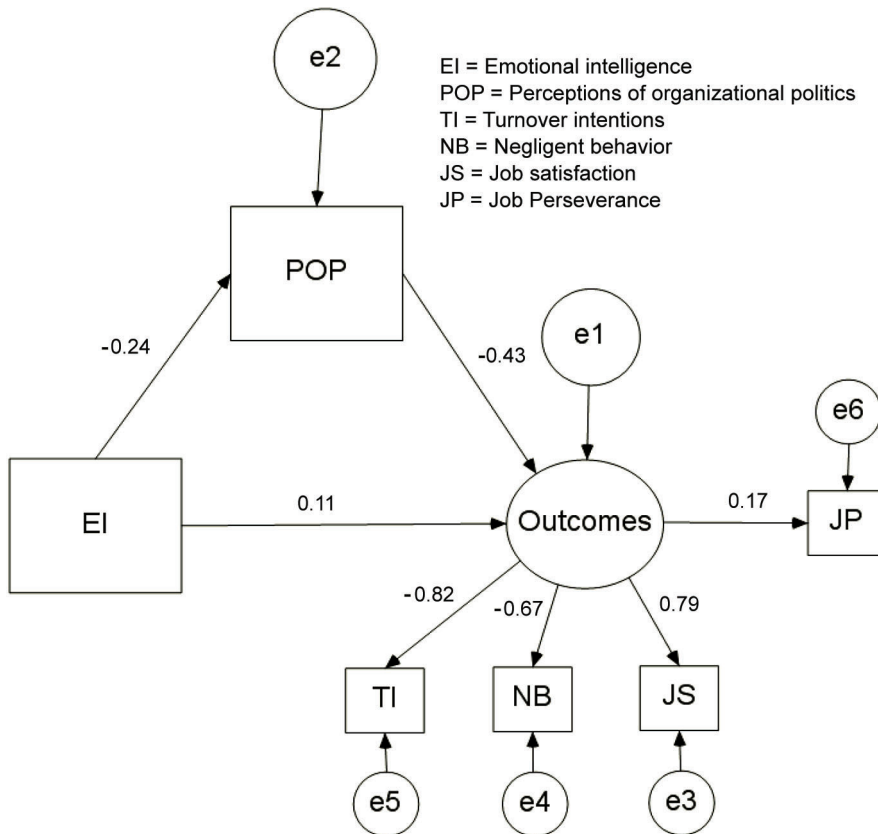 e2
EI = Emotional intelligence
POP = Perceptions of organizational politics
TI = Turnover intentions
NB = Negligent behavior
JS = Job satisfaction
JP = Job Perseverance
POP
e1
-0.24
-0.43
e6
EI
0.11
Outcomes
0.17
JP
-0.82
-0.67
0.79
TI
NB
JS
e5
e4
e3